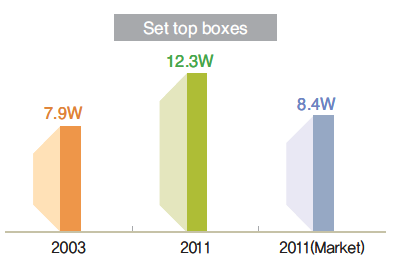 Set top boxes
12.3W
7.9W
8.4W
2003
2011
2011(Market)